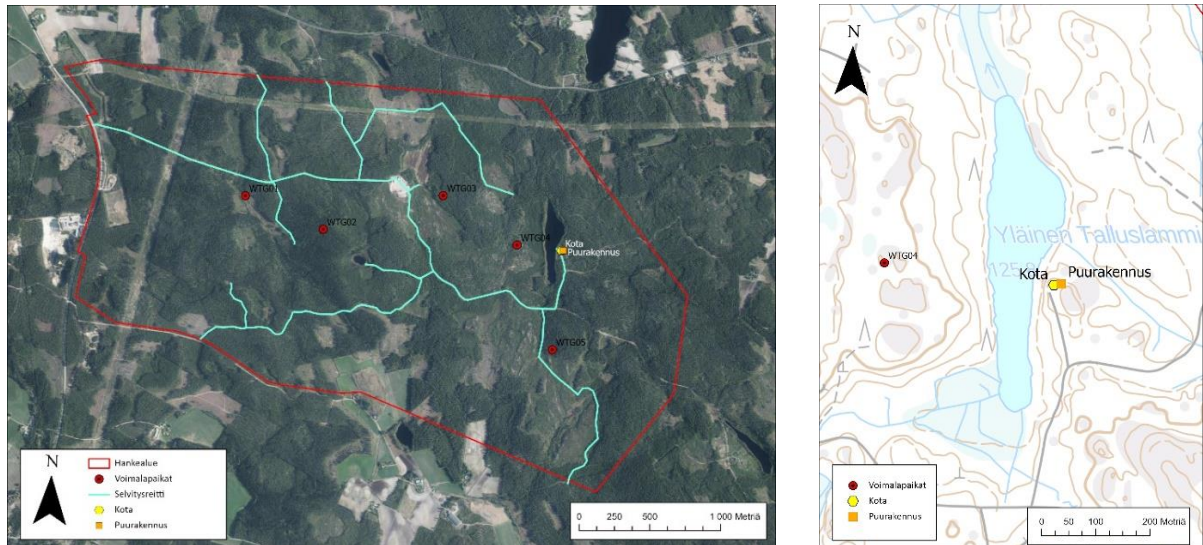 WTG01
WTG02
WTG03
WTG04
Kota
Puurakennus
WTG05
N
Hankealue
Voimalapaikat
Selvitysreitti
Kota
Puurakennus
0 250 500 1 000 Metriä
N
Yläinen Talluslammi
WTG04
Kota
Puurakennus
Voimalapaikat
Kota
Puurakennus
0 50 100 200 Metriä